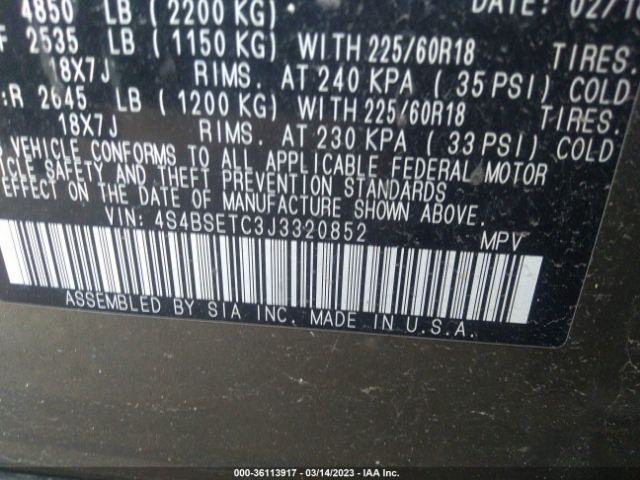 4850 LB (2200 KG) DATE: 02/1
F 2535 LB (1150 KG) WITH 225/60R18 TIRES.
18X7J RIMS. AT 240 KPA ( 35 PSI) COLD
:R 2645 LB (1200 KG) WITH 225/60R18 TIRES.
18X7J RIMS. AT 230 KPA ( 33 PSI) COLD
VEHICLE CONFORMS TO ALL APPLICABLE FEDERAL MOTOR
ICLE SAFETY AND THEFT PREVENTION STANDARDS
EFFECT ON THE DATE OF MANUFACTURE SHOWN ABOVE.
VIN: 4S4BSETC3J3320852 MPV
ASSEMBLED BY SIA INC. MADE IN U.S.A.
000-36113917 - 03/14/2023 - IAA Inc.